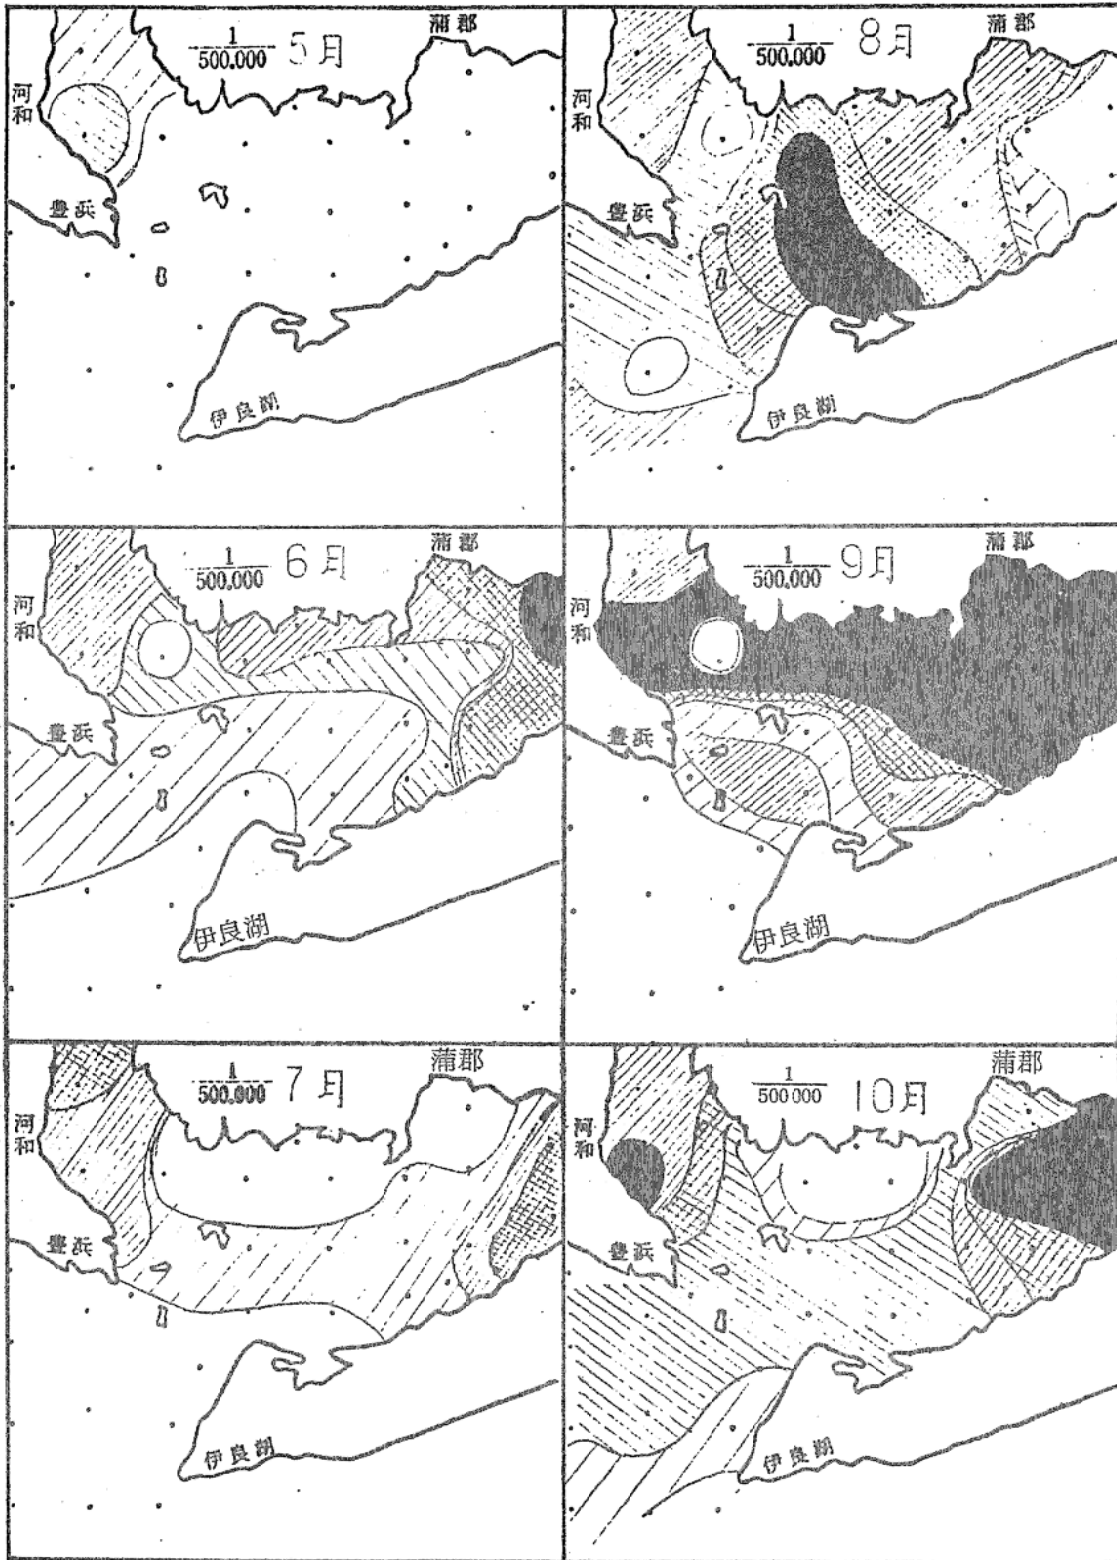 1/500.000 5月
蒲郡
河和
豊浜
伊良湖
1/500.000 8月
蒲郡
河和
豊浜
伊良湖
1/500.000 6月
蒲郡
河和
豊浜
伊良湖
1/500.000 9月
蒲郡
河和
豊浜
伊良湖
1/500.000 7月
蒲郡
河和
豊浜
伊良湖
1/500000 10月
蒲郡
河和
豊浜
伊良湖